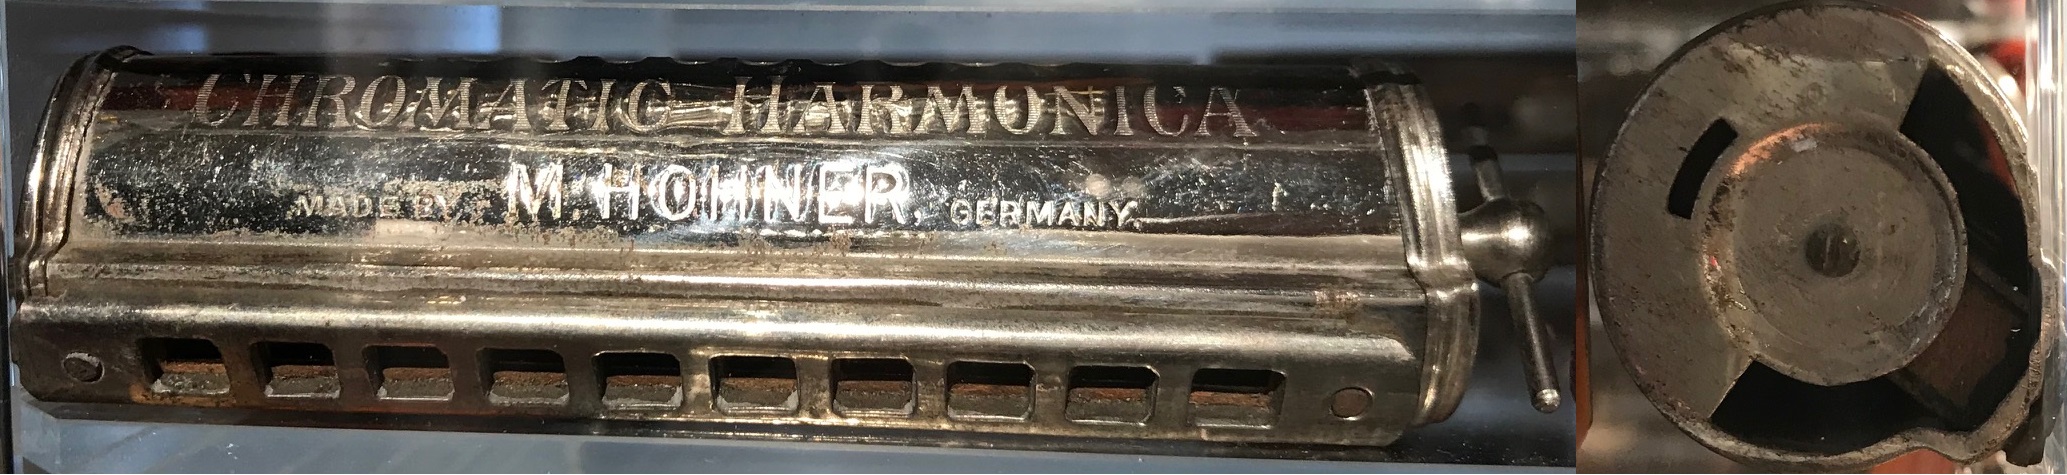 CHROMATIC HARMONICA
MADE BY M. HOHNER. GERMANY.